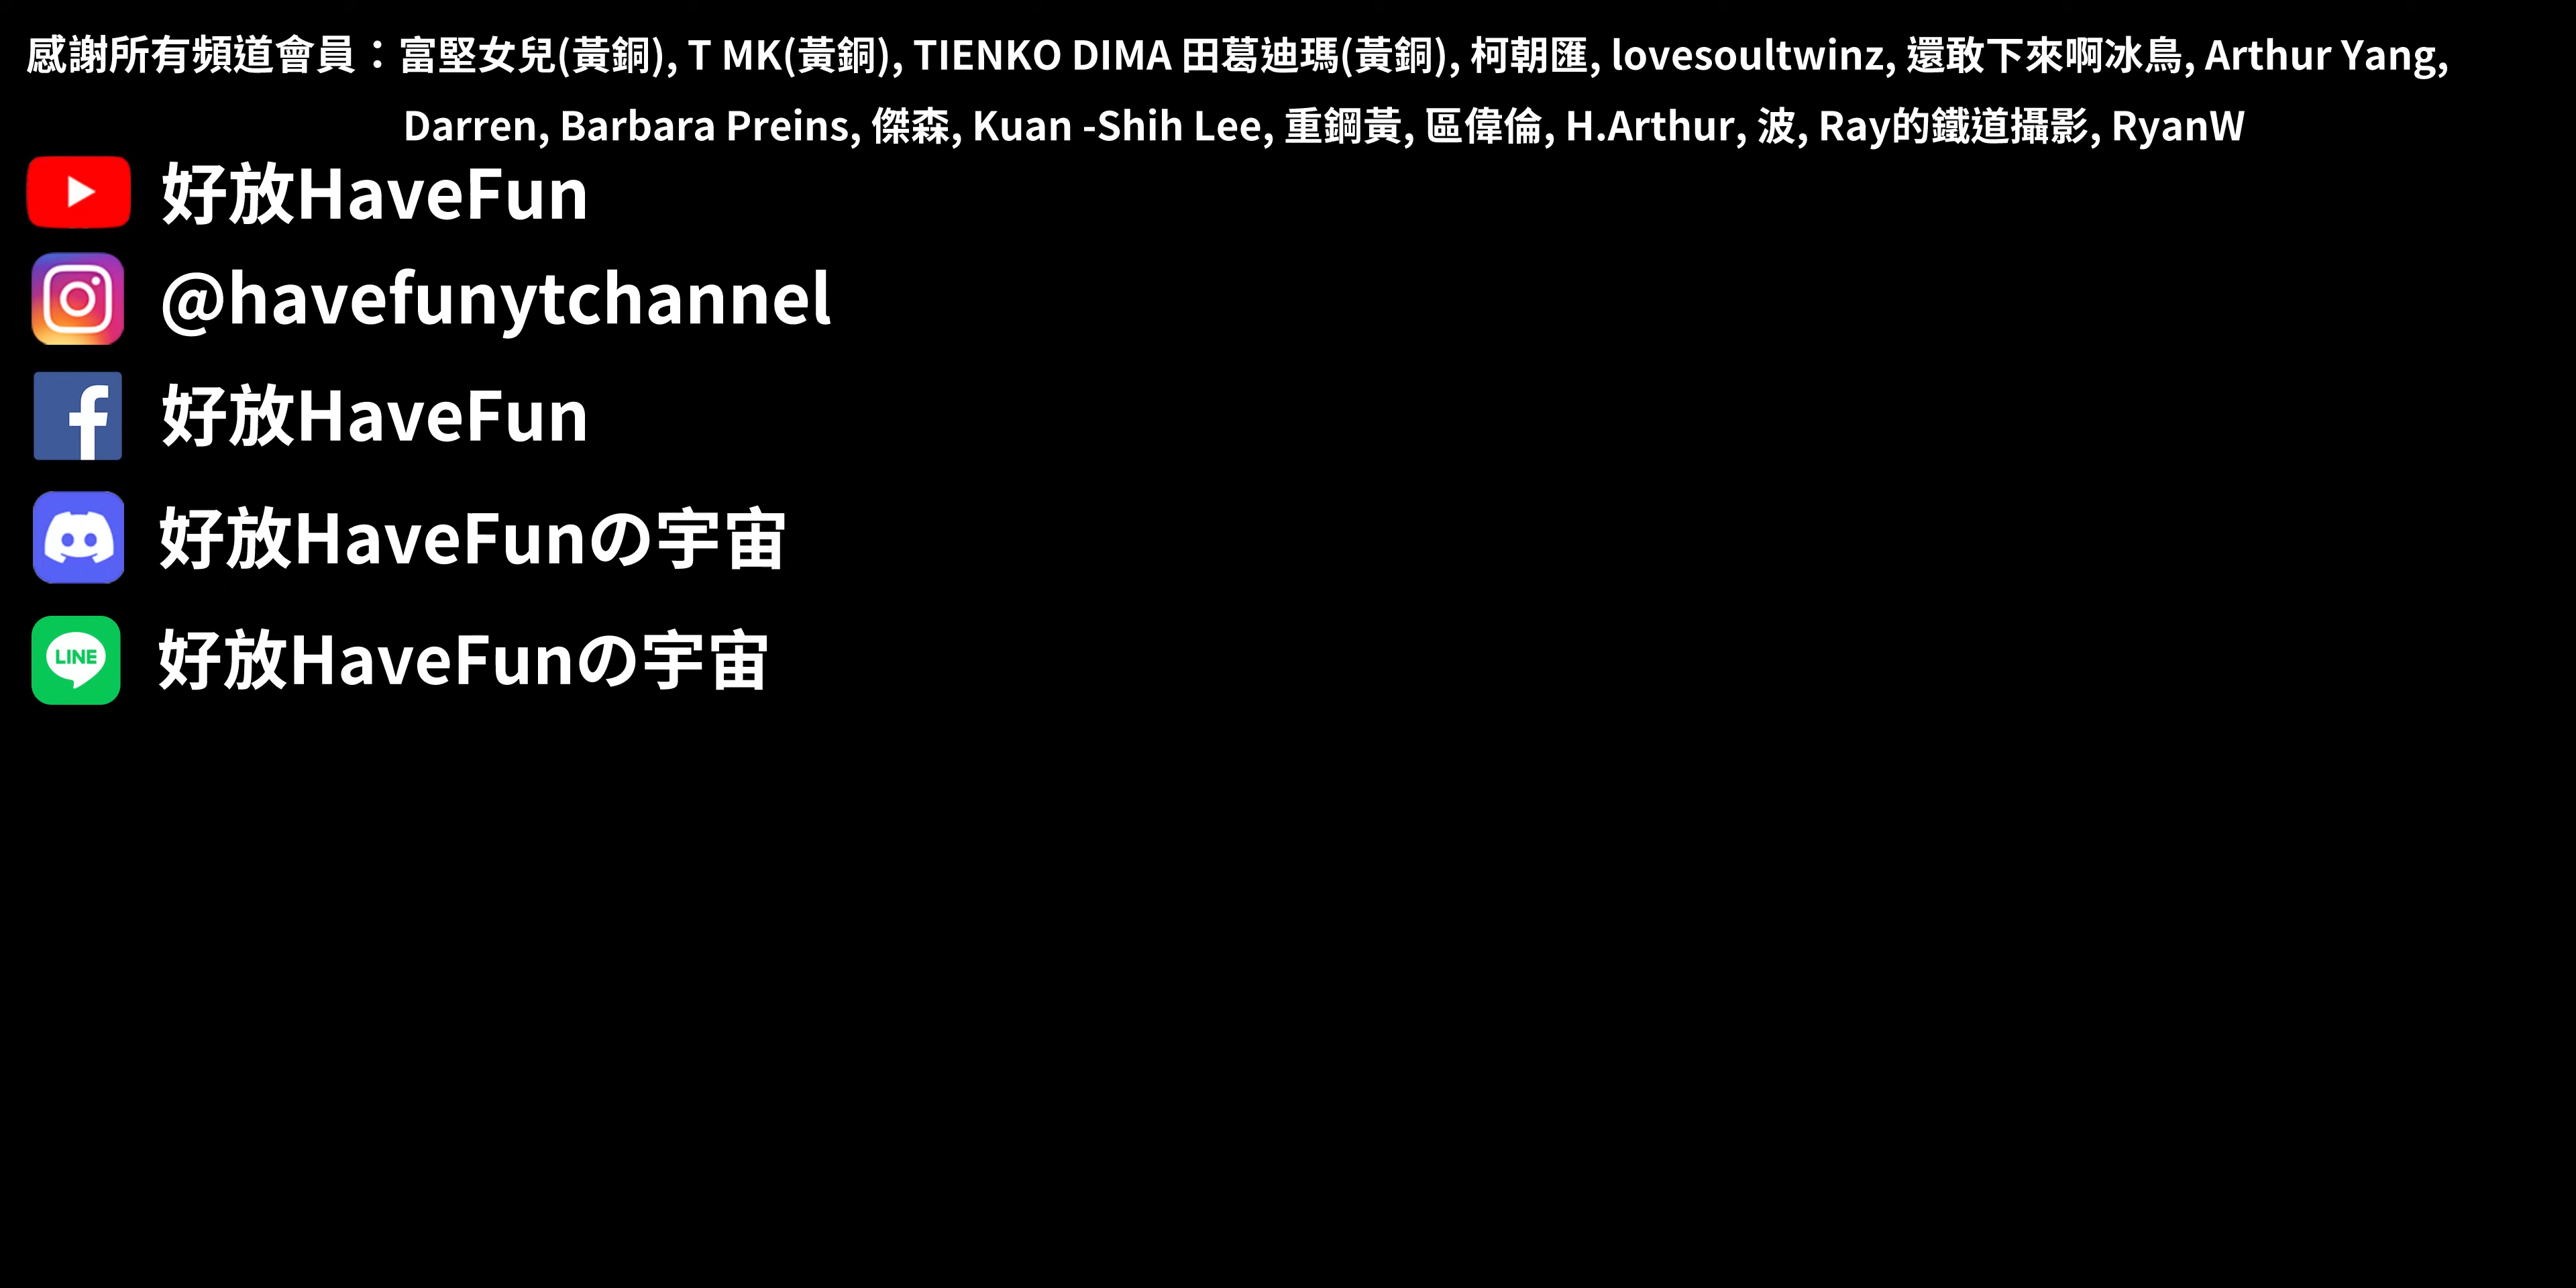 感謝所有頻道會員：富堅女兒(黃銅), T MK(黃銅), TIENKO DIMA 田葛迪瑪(黃銅), 柯朝匯, lovesoultwinz, 還敢下來啊冰鳥, Arthur Yang,
Darren, Barbara Preins, 傑森, Kuan -Shih Lee, 重鋼黃, 區偉倫, H.Arthur, 波, Ray的鐵道攝影, RyanW
好放HaveFun
@havefunytchannel
好放HaveFun
好放HaveFunの宇宙
LINE 好放HaveFunの宇宙